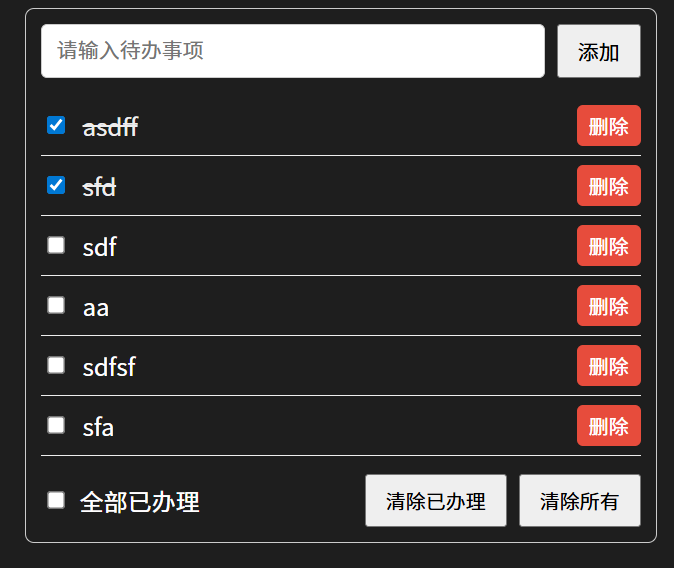 请输入待办事项 添加
asdff 删除
sfd 删除
sdf 删除
aa 删除
sdfsf 删除
sfa 删除
全部已办理 清除已办理 清除所有